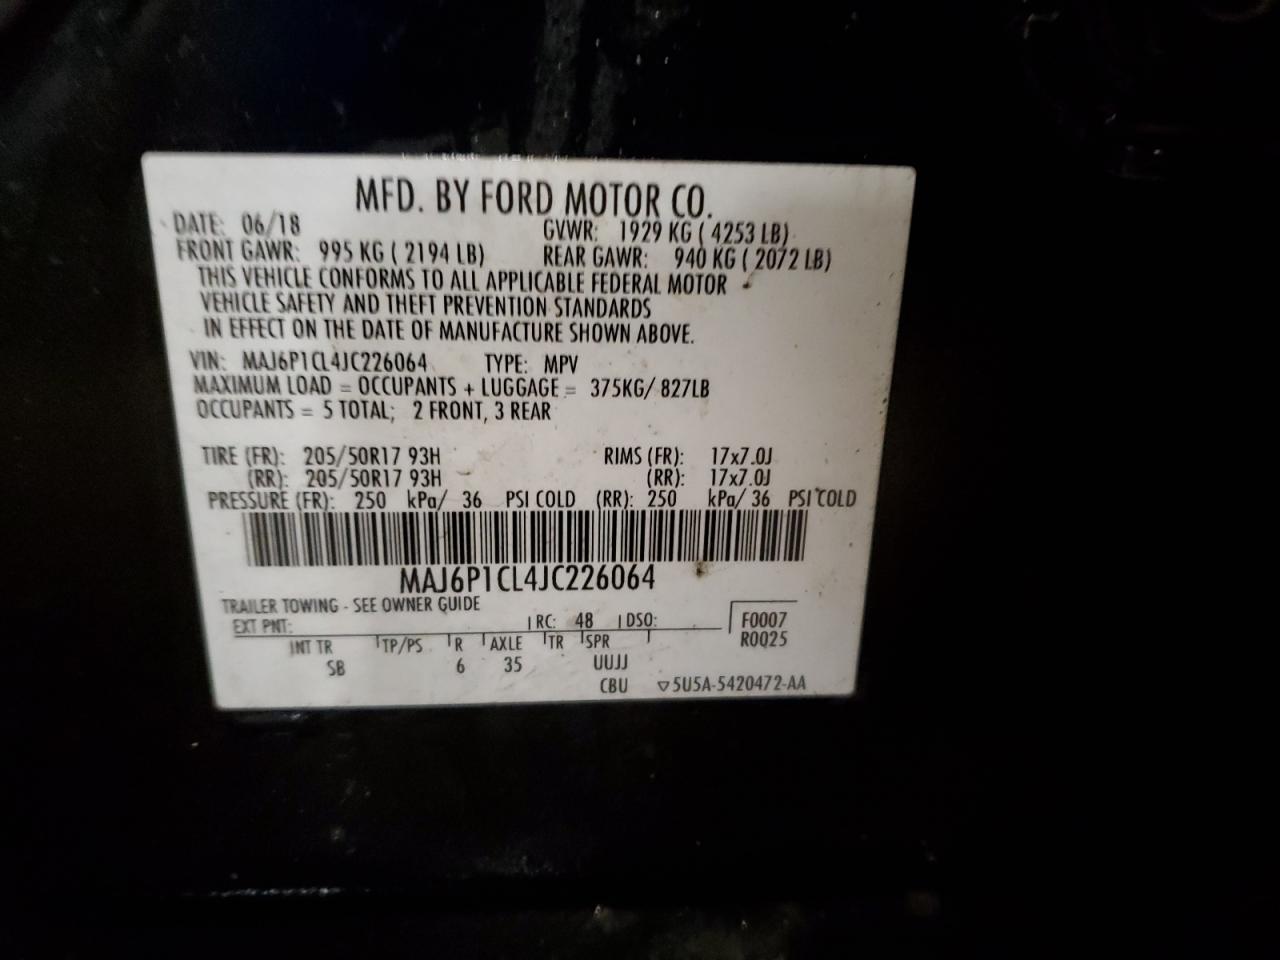 MFD. BY FORD MOTOR CO.
DATE: 06/18 GVWR: 1929 KG ( 4253 LB)
FRONT GAWR: 995 KG ( 2194 LB) REAR GAWR: 940 KG ( 2072 LB)
THIS VEHICLE CONFORMS TO ALL APPLICABLE FEDERAL MOTOR
VEHICLE SAFETY AND THEFT PREVENTION STANDARDS
IN EFFECT ON THE DATE OF MANUFACTURE SHOWN ABOVE.
VIN: MAJ6P1CL4JC226064 TYPE: MPV
MAXIMUM LOAD = OCCUPANTS + LUGGAGE = 375KG/ 827LB
OCCUPANTS = 5 TOTAL; 2 FRONT, 3 REAR
TIRE (FR): 205/50R17 93H RIMS (FR): 17x7.0J
(RR): 205/50R17 93H (RR): 17x7.0J
PRESSURE (FR): 250 kPa/ 36 PSI COLD (RR): 250 kPa/ 36 PSI COLD
MAJ6P1CL4JC226064
TRAILER TOWING - SEE OWNER GUIDE
EXT PNT: RC: 48 DSO: F0007
INT TR TP/PS R AXLE TR SPR R0025
SB 6 35 UUJJ
CBU ▽5U5A-5420472-AA